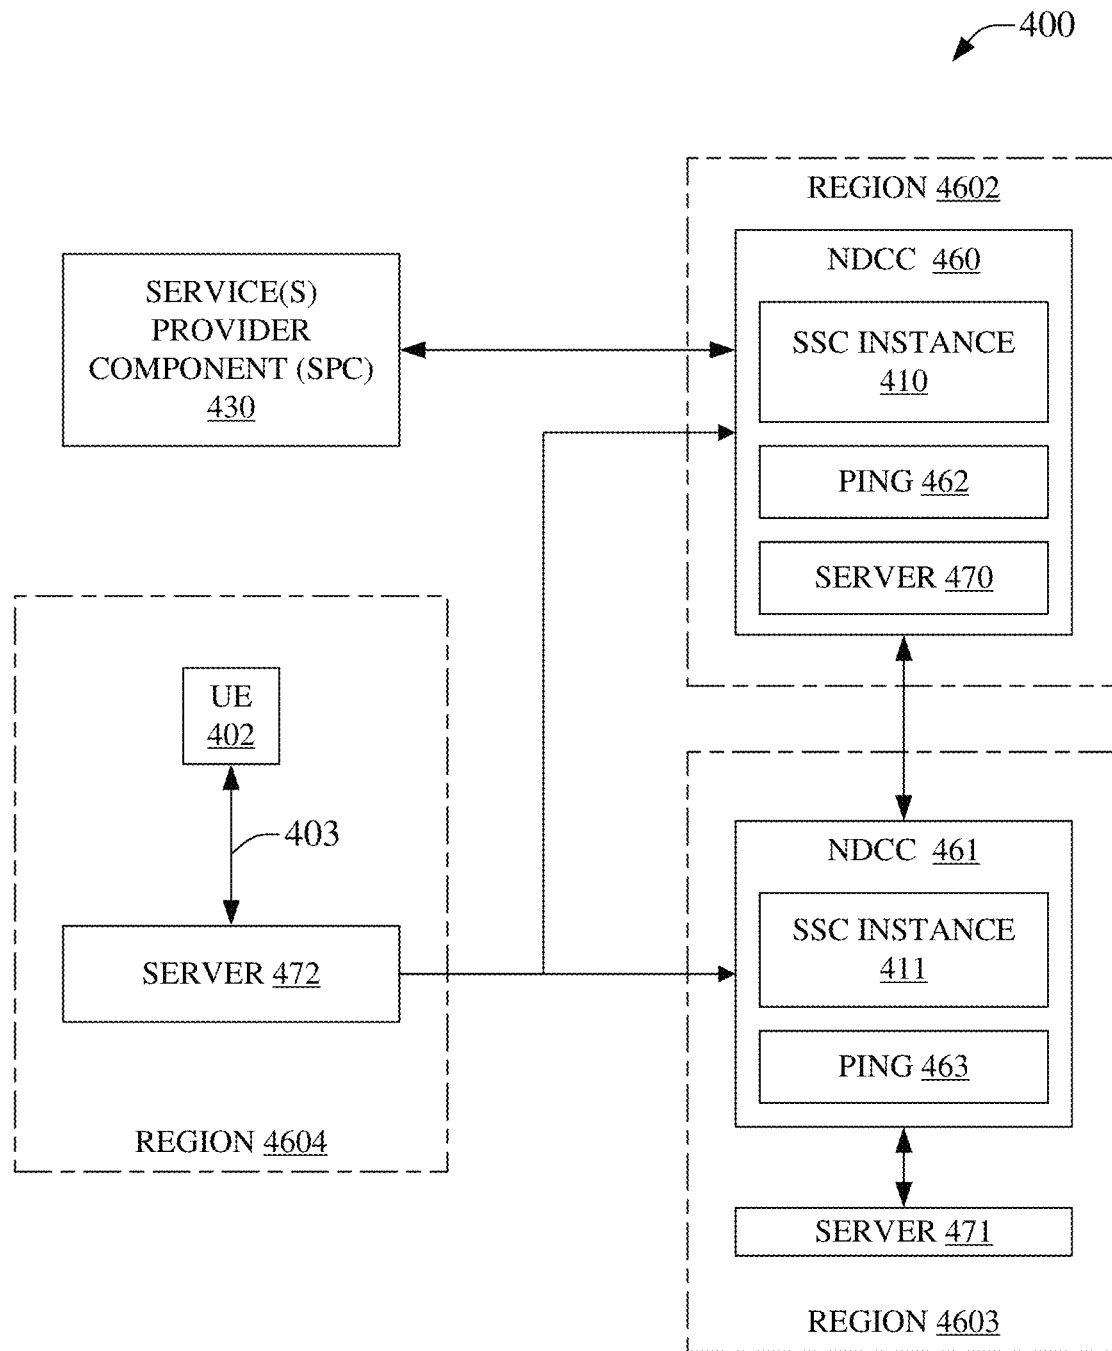 400
REGION 4602
NDCC 460
SSC INSTANCE
410
PING 462
SERVER 470
SERVICE(S)
PROVIDER
COMPONENT (SPC)
430
UE
402
403
SERVER 472
REGION 4604
NDCC 461
SSC INSTANCE
411
PING 463
SERVER 471
REGION 4603